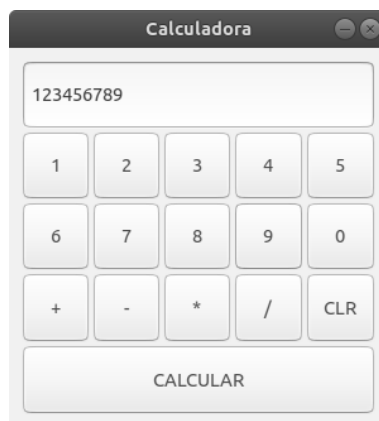 Calculadora
123456789
1 2 3 4 5
6 7 8 9 0
+ - * / CLR
CALCULAR